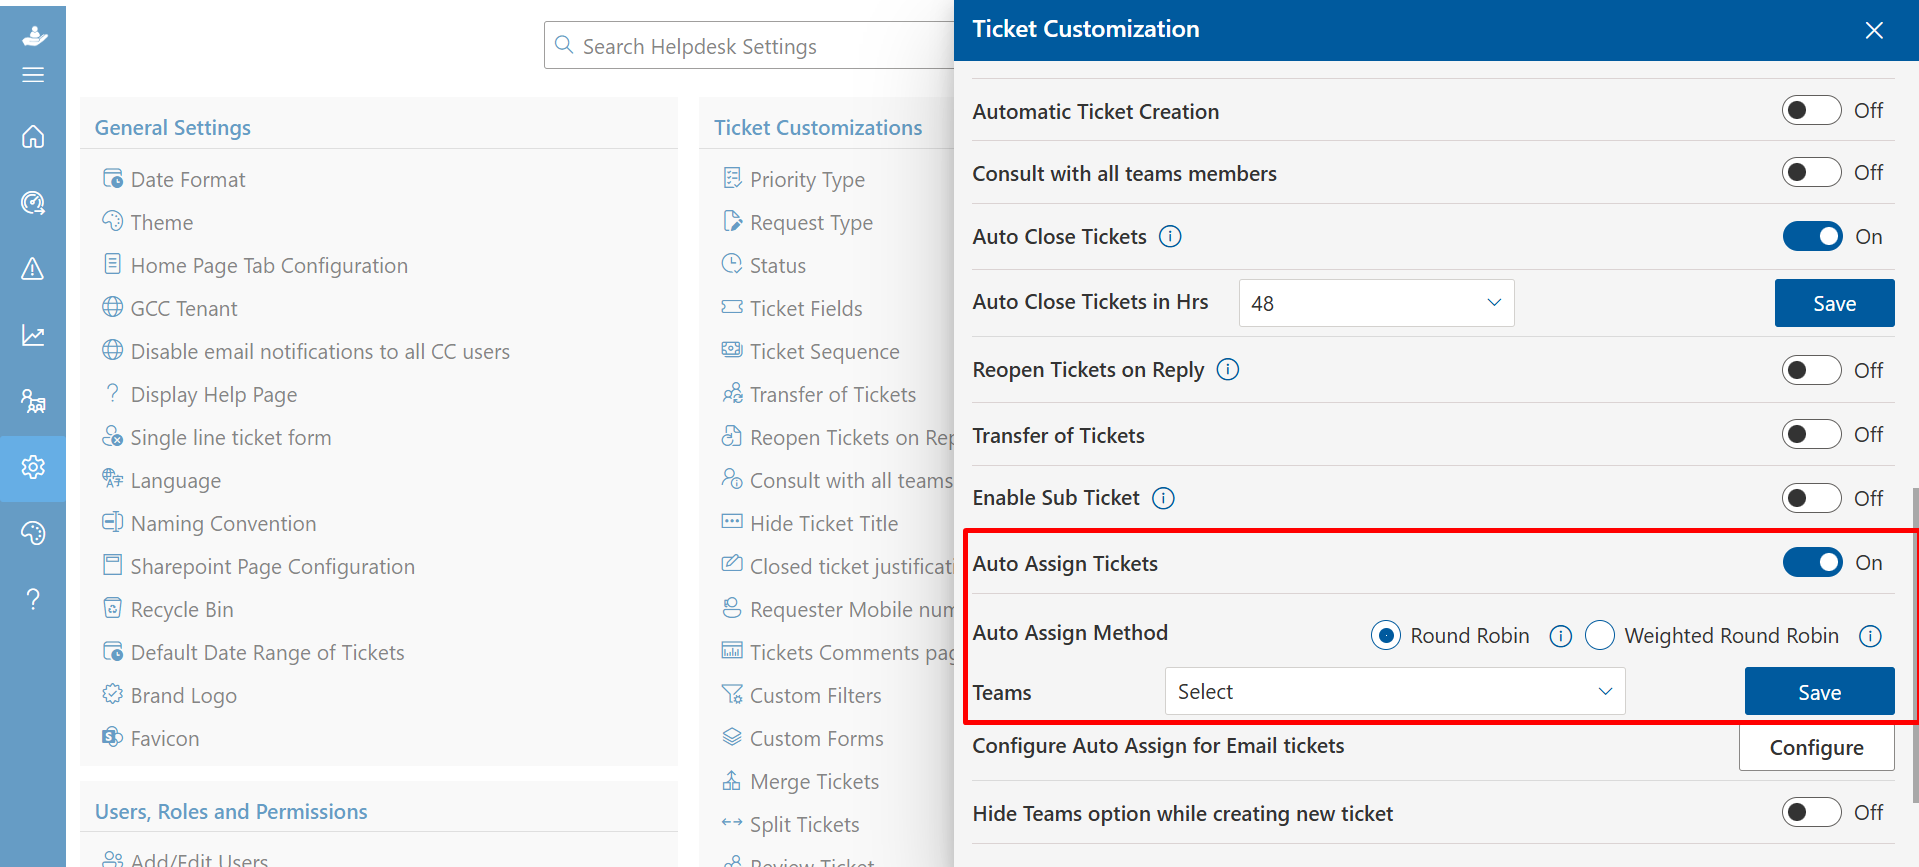 Search Helpdesk Settings
General Settings
Date Format
Theme
Home Page Tab Configuration
GCC Tenant
Disable email notifications to all CC users
Display Help Page
Single line ticket form
Language
Naming Convention
Sharepoint Page Configuration
Recycle Bin
Default Date Range of Tickets
Brand Logo
Favicon
Users, Roles and Permissions
Add/Edit Users
Ticket Customizations
Priority Type
Request Type
Status
Ticket Fields
Ticket Sequence
Transfer of Tickets
Reopen Tickets on Rep
Consult with all teams
Hide Ticket Title
Closed ticket justificati
Requester Mobile num
Tickets Comments pag
Custom Filters
Custom Forms
Merge Tickets
Split Tickets
Review Ticket
Ticket Customization
Automatic Ticket Creation Off
Consult with all teams members Off
Auto Close Tickets On
Auto Close Tickets in Hrs 48 Save
Reopen Tickets on Reply Off
Transfer of Tickets Off
Enable Sub Ticket Off
Auto Assign Tickets On
Auto Assign Method Round Robin Weighted Round Robin
Teams Select Save
Configure Auto Assign for Email tickets Configure
Hide Teams option while creating new ticket Off